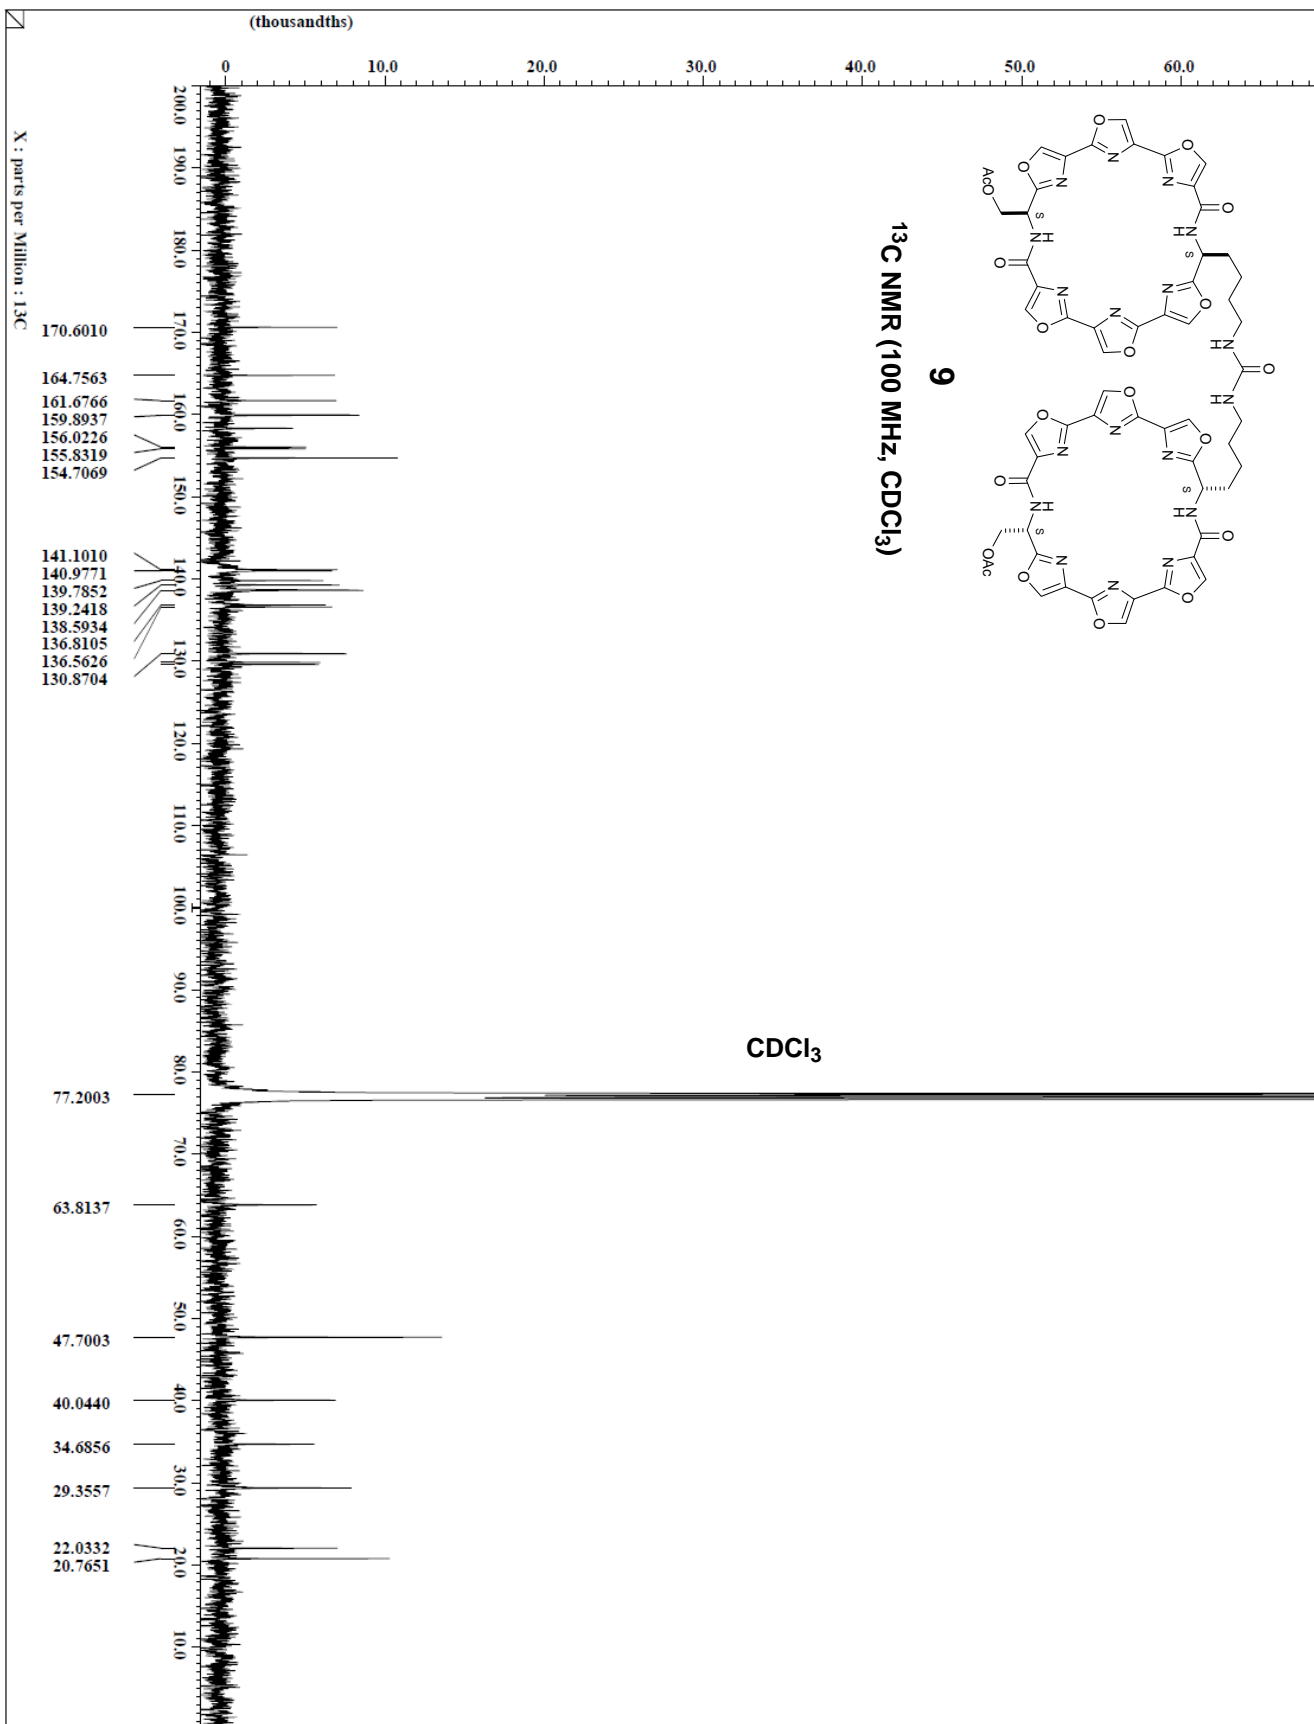 (thousandths)
0 10.0 20.0 30.0 40.0 50.0 60.0
200.0
190.0
180.0
170.0
160.0
150.0
140.0
130.0
120.0
110.0
100.0
90.0
80.0
70.0
60.0
50.0
40.0
30.0
20.0
10.0
X : parts per Million : 13C
170.6010
164.7563
161.6766
159.8937
156.0226
155.8319
154.7069
141.1010
140.9771
139.7852
139.2418
138.5934
136.8105
136.5626
130.8704
77.2003
63.8137
47.7003
40.0440
34.6856
29.3557
22.0332
20.7651
CDCl3
9
13C NMR (100 MHz, CDCl3)
O O O
N N N
O N N O
AcO S HN NH S
O N N N O
O O O
N H O N H
O O O
N N N
O N N O
O NH HN S
S
OAc O N N N O
O O O